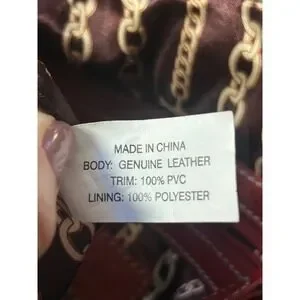 MADE IN CHINA
BODY: GENUINE LEATHER
TRIM: 100% PVC
LINING: 100% POLYESTER